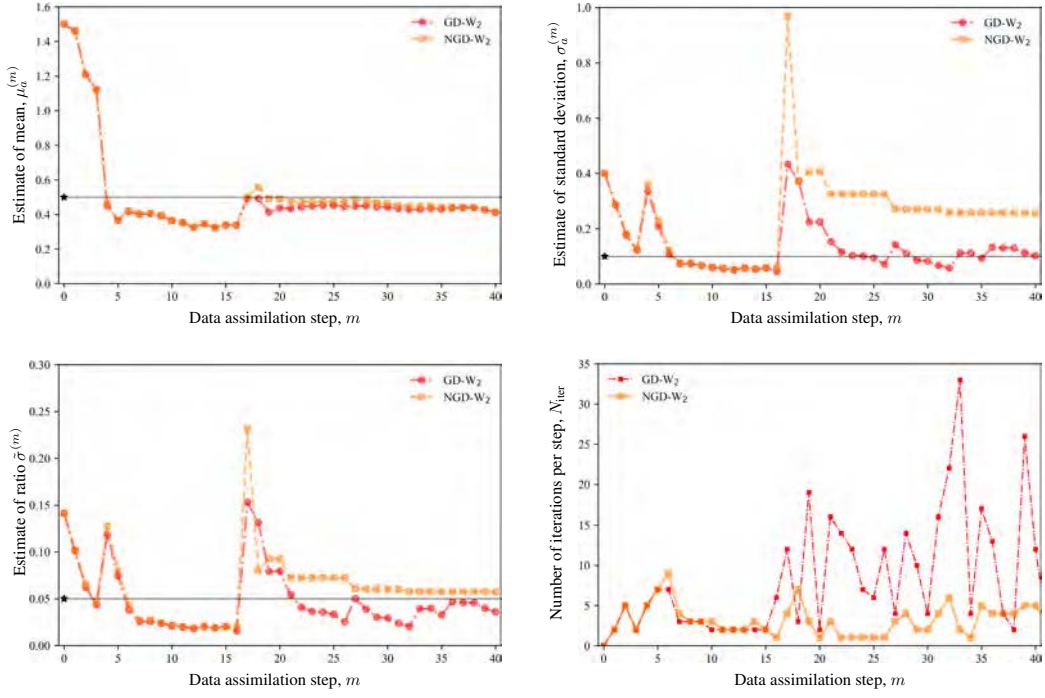 1.6
1.4
1.2
1.0
0.8
0.6
0.4
0.2
0.0
0 5 10 15 20 25 30 35 40
Estimate of mean, μₐ⁽ᵐ⁾
Data assimilation step, m
GD-W₂
NGD-W₂
1.0
0.8
0.6
0.4
0.2
0.0
0 5 10 15 20 25 30 35 40
Estimate of standard deviation, σₐ⁽ᵐ⁾
Data assimilation step, m
GD-W₂
NGD-W₂
0.30
0.25
0.20
0.15
0.10
0.05
0.00
0 5 10 15 20 25 30 35 40
Estimate of ratio σ̃⁽ᵐ⁾
Data assimilation step, m
GD-W₂
NGD-W₂
35
30
25
20
15
10
5
0
0 5 10 15 20 25 30 35 40
Number of iterations per step, Nᵢₜₑᵣ
Data assimilation step, m
GD-W₂
NGD-W₂